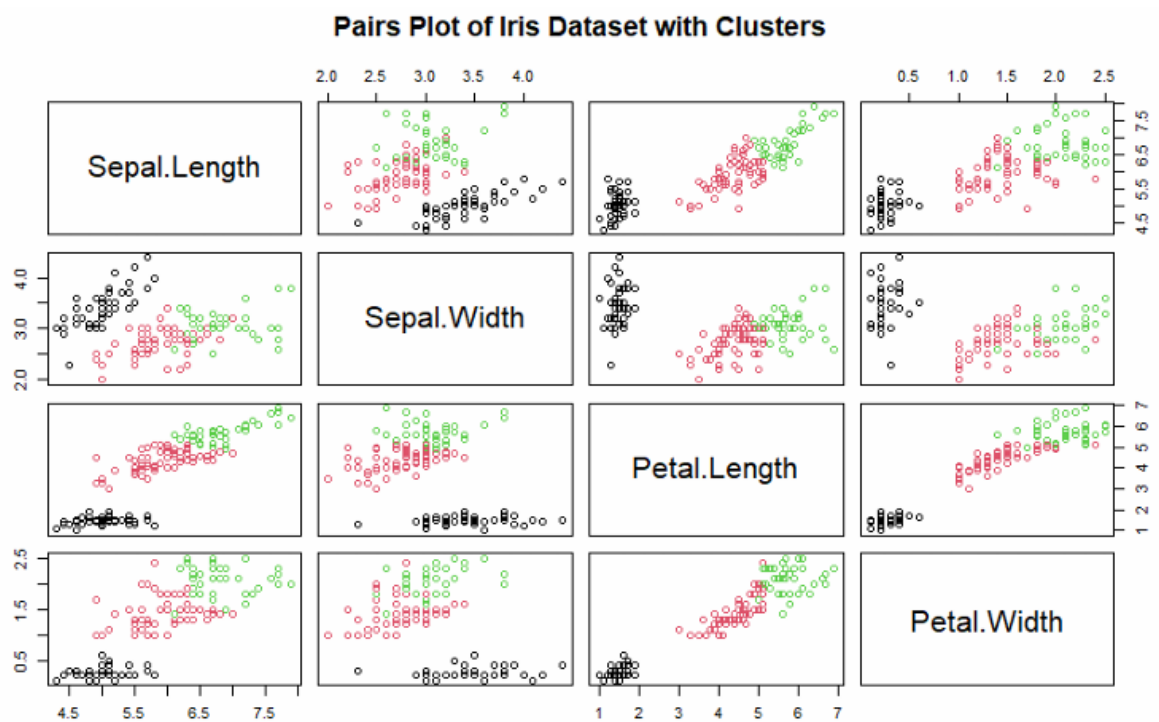 Pairs Plot of Iris Dataset with Clusters
2.0 2.5 3.0 4.0
0.5 1.0 1.5 2.0 2.5
Sepal.Length
4.5 5.5 6.5 7.5
2.0 3.0 4.0
Sepal.Width
Petal.Length
1 2 3 4 5 6 7
0.5 1.5 2.5
Petal.Width
4.5 5.5 6.5 7.5
1 2 3 4 5 6 7